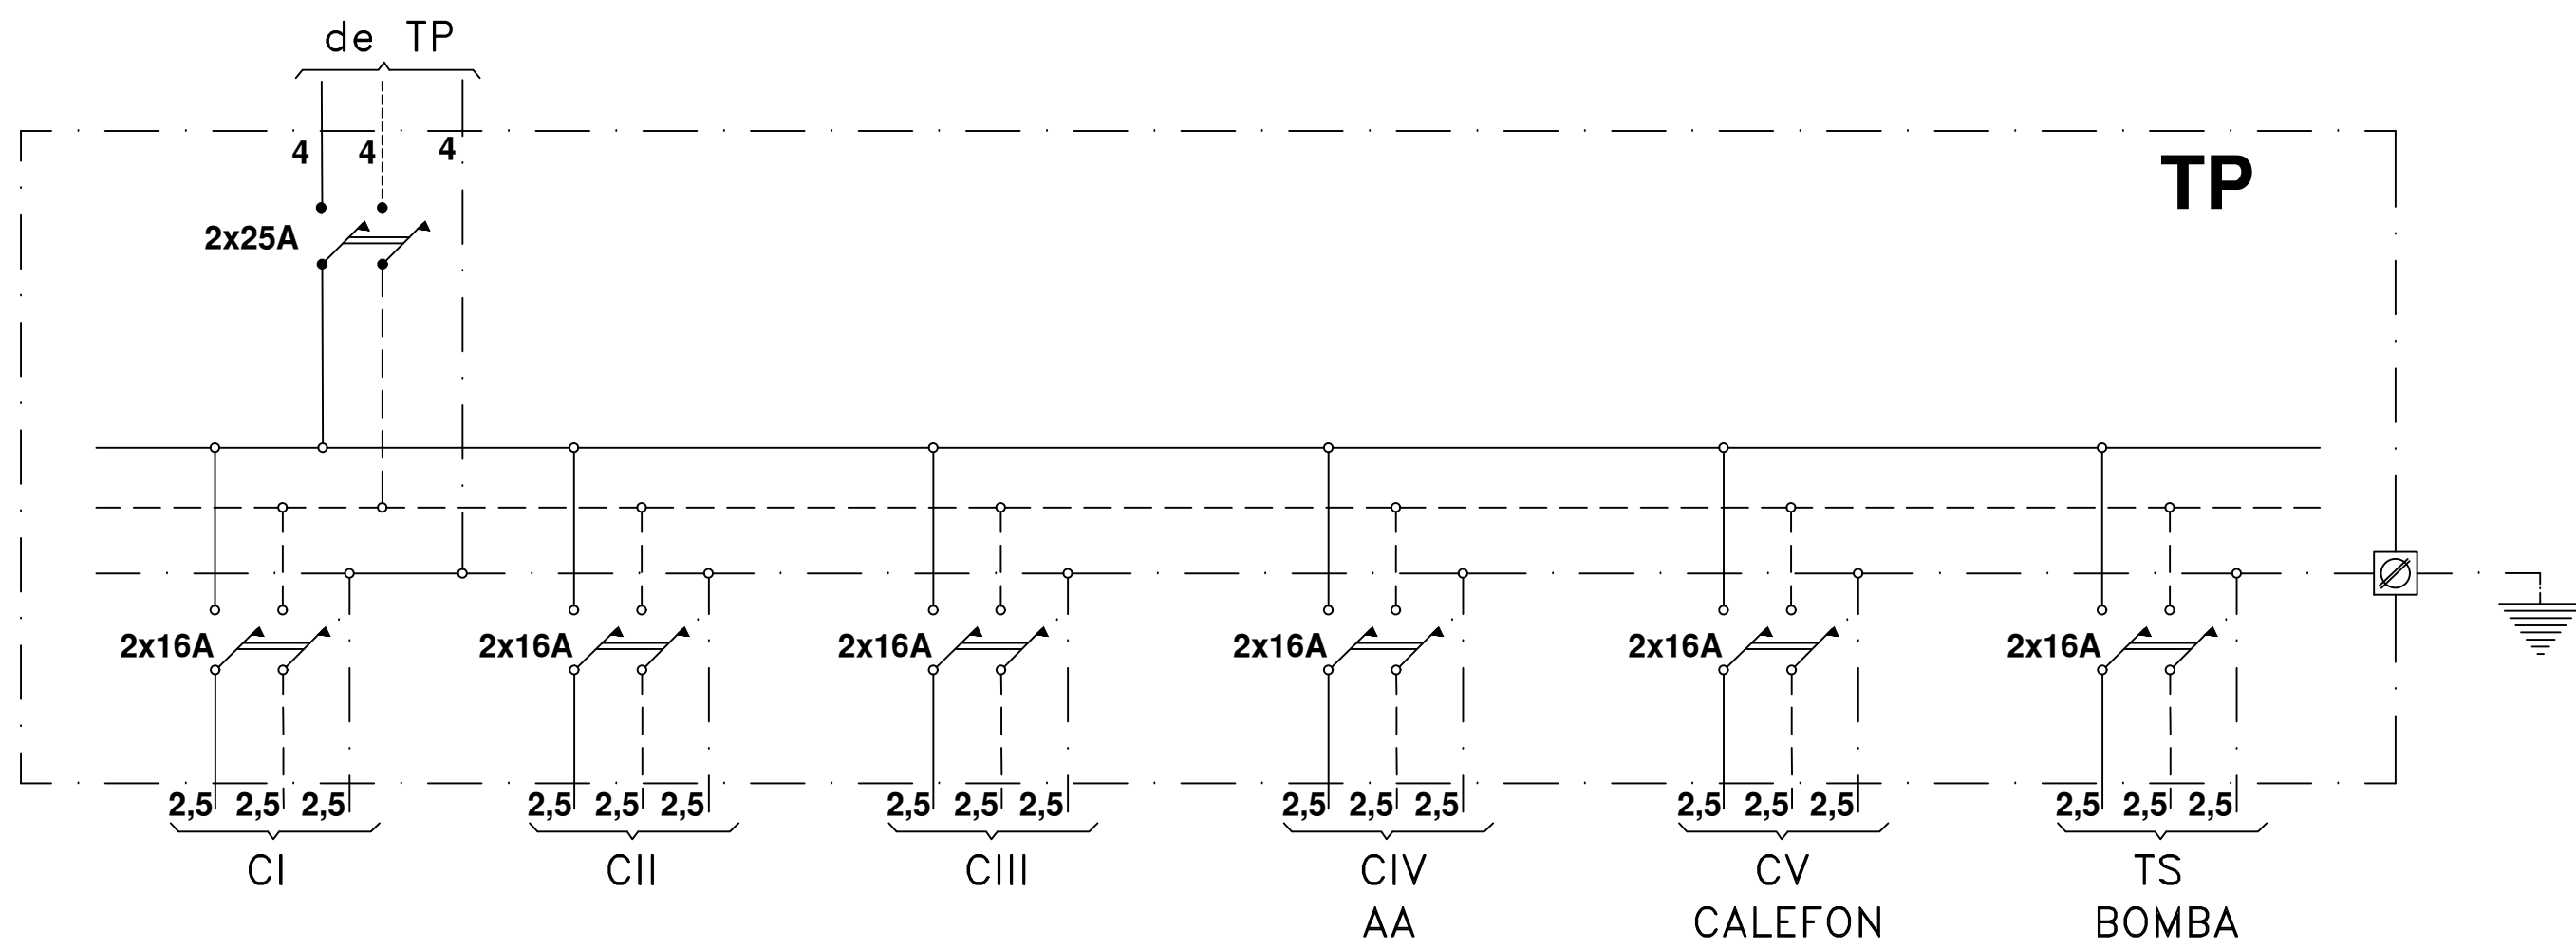 de TP
4 4 4
TP
2x25A
2x16A 2x16A 2x16A 2x16A 2x16A 2x16A
2,5 2,5 2,5 2,5 2,5 2,5 2,5 2,5 2,5 2,5 2,5 2,5 2,5 2,5 2,5 2,5 2,5 2,5
CI CII CIII CIV CV TS
AA CALEFON BOMBA